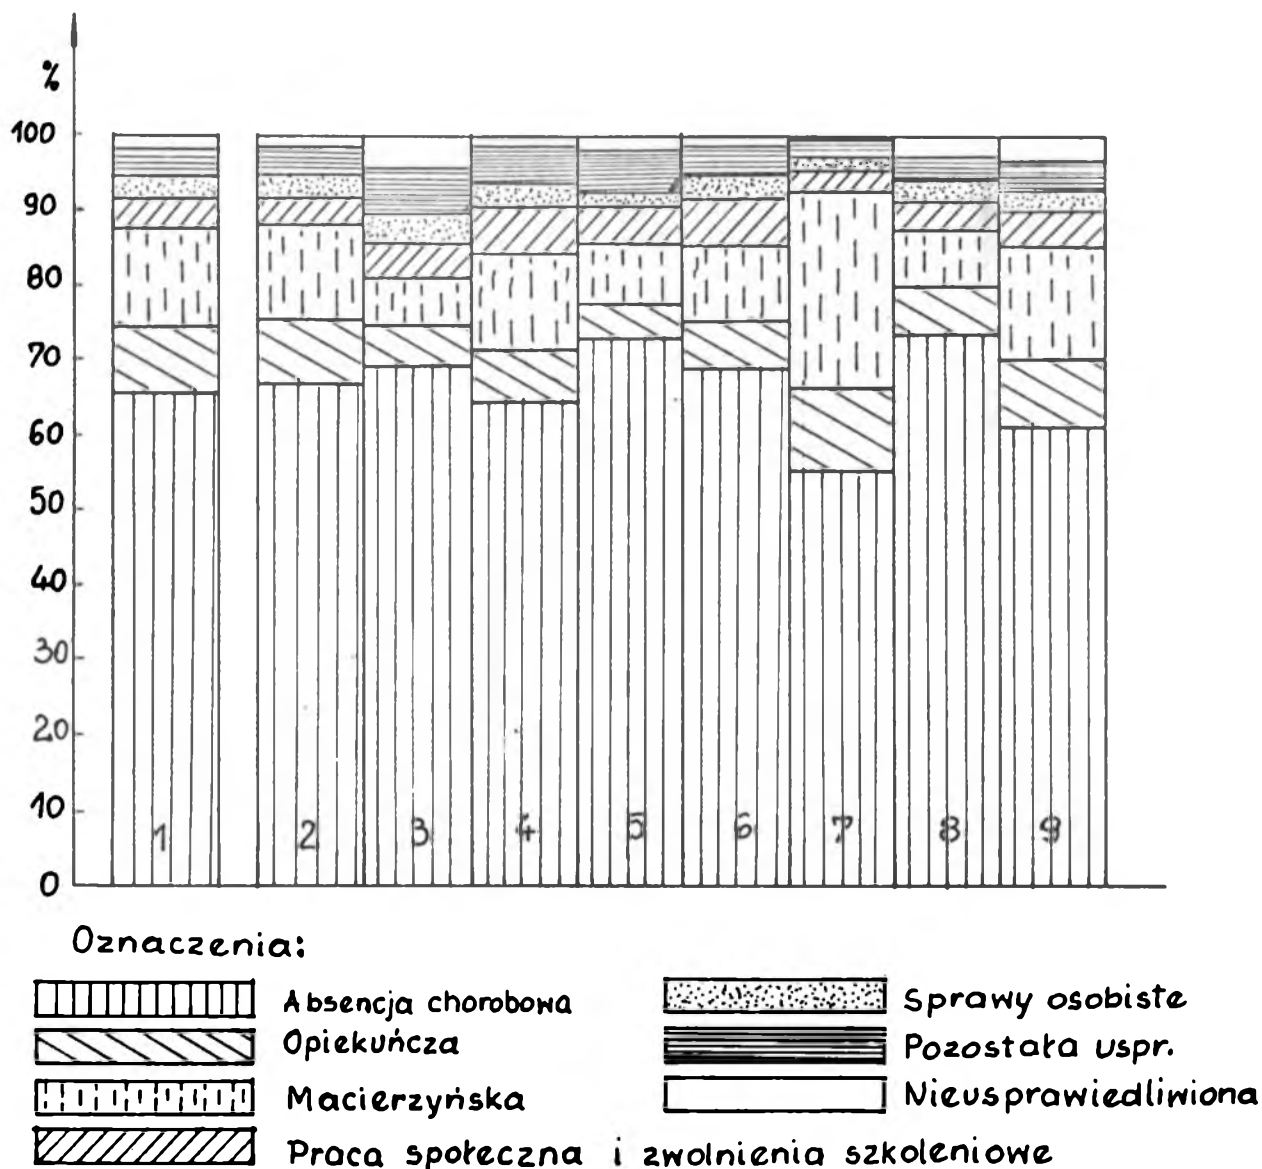 %
100
90
80
70
60
50
40
30
20
10
0
1 2 3 4 5 6 7 8 9
Oznaczenia:
Absencja chorobowa
Opiekuńcza
Macierzyńska
Praca społeczna i zwolnienia szkoleniowe
Sprawy osobiste
Pozostała uspr.
Nieusprawiedliwiona